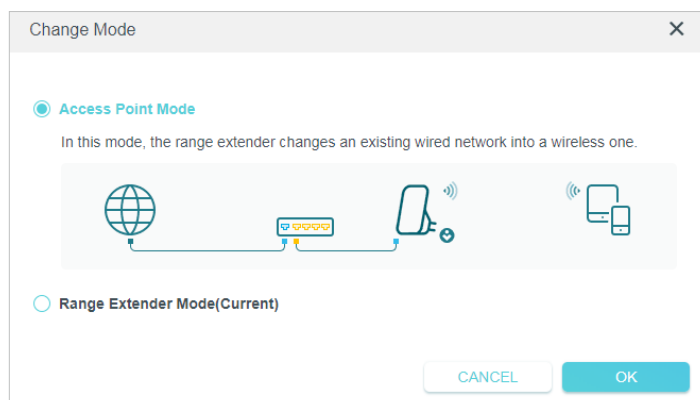 Change Mode
Access Point Mode
In this mode, the range extender changes an existing wired network into a wireless one.
Range Extender Mode(Current)
CANCEL
OK